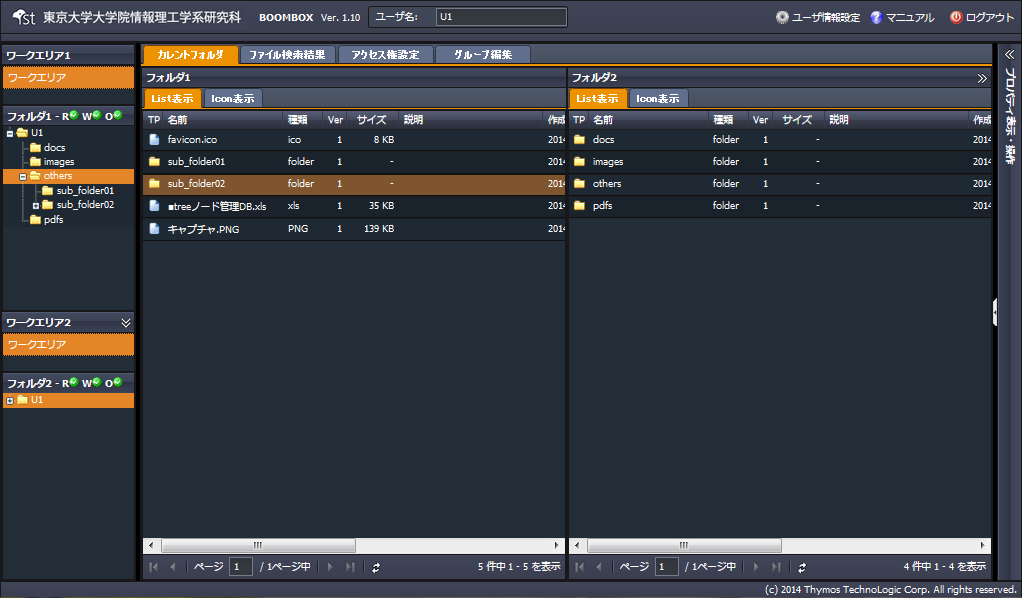 1st 東京大学大学院情報理工学系研究科 BOOMBOX Ver. 1.10 ユーザ名: U1 ユーザ情報設定 マニュアル ログアウト
ワークエリア1
ワークエリア
フォルダ1 - R W O
U1
docs
images
others
sub_folder01
sub_folder02
pdfs
ワークエリア2
ワークエリア
フォルダ2 - R W O
U1
カレントフォルダ ファイル検索結果 アクセス権設定 グループ編集
フォルダ1
List表示 Icon表示
TP 名前 種類 Ver サイズ 説明 作成
favicon.ico ico 1 8 KB 2014
sub_folder01 folder 1 - 2014
sub_folder02 folder 1 - 2014
■treeノード管理DB.xls xls 1 35 KB 2014
キャプチャ.PNG PNG 1 139 KB 2014
ページ 1 / 1ページ中 5 件中 1 - 5 を表示
フォルダ2
List表示 Icon表示
TP 名前 種類 Ver サイズ 説明 作成
docs folder 1 - 2014
images folder 1 - 2014
others folder 1 - 2014
pdfs folder 1 - 2014
ページ 1 / 1ページ中 4 件中 1 - 4 を表示
プロパティ表示・操作
(c) 2014 Thymos TechnoLogic Corp. All rights reserved.